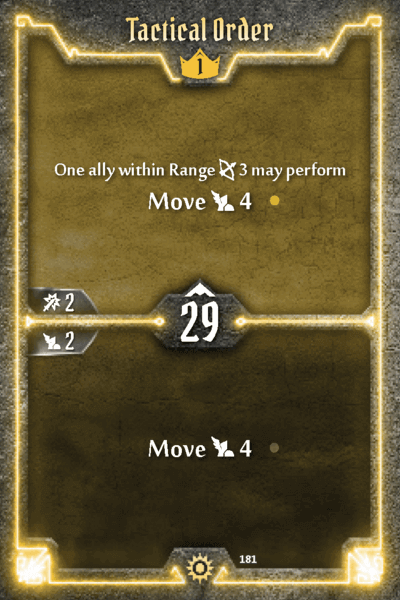 Tactical Order
1
One ally within Range 3 may perform
Move 4
2
29
2
Move 4
181